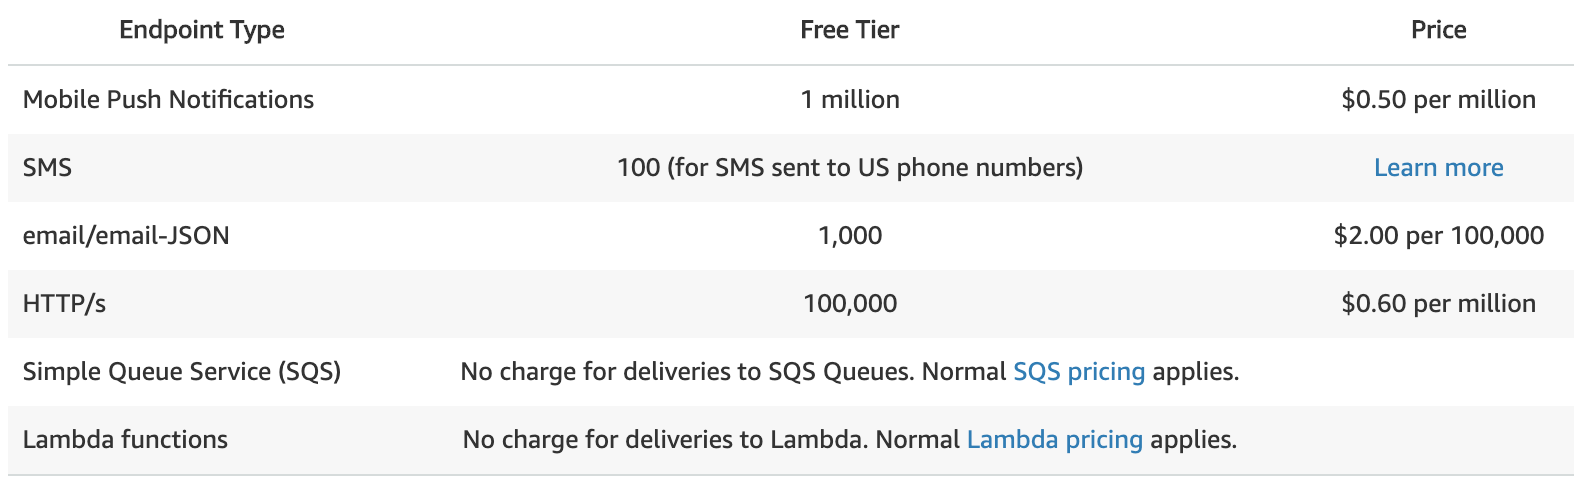 Endpoint Type Free Tier Price
Mobile Push Notifications 1 million $0.50 per million
SMS 100 (for SMS sent to US phone numbers) Learn more
email/email-JSON 1,000 $2.00 per 100,000
HTTP/s 100,000 $0.60 per million
Simple Queue Service (SQS) No charge for deliveries to SQS Queues. Normal SQS pricing applies.
Lambda functions No charge for deliveries to Lambda. Normal Lambda pricing applies.